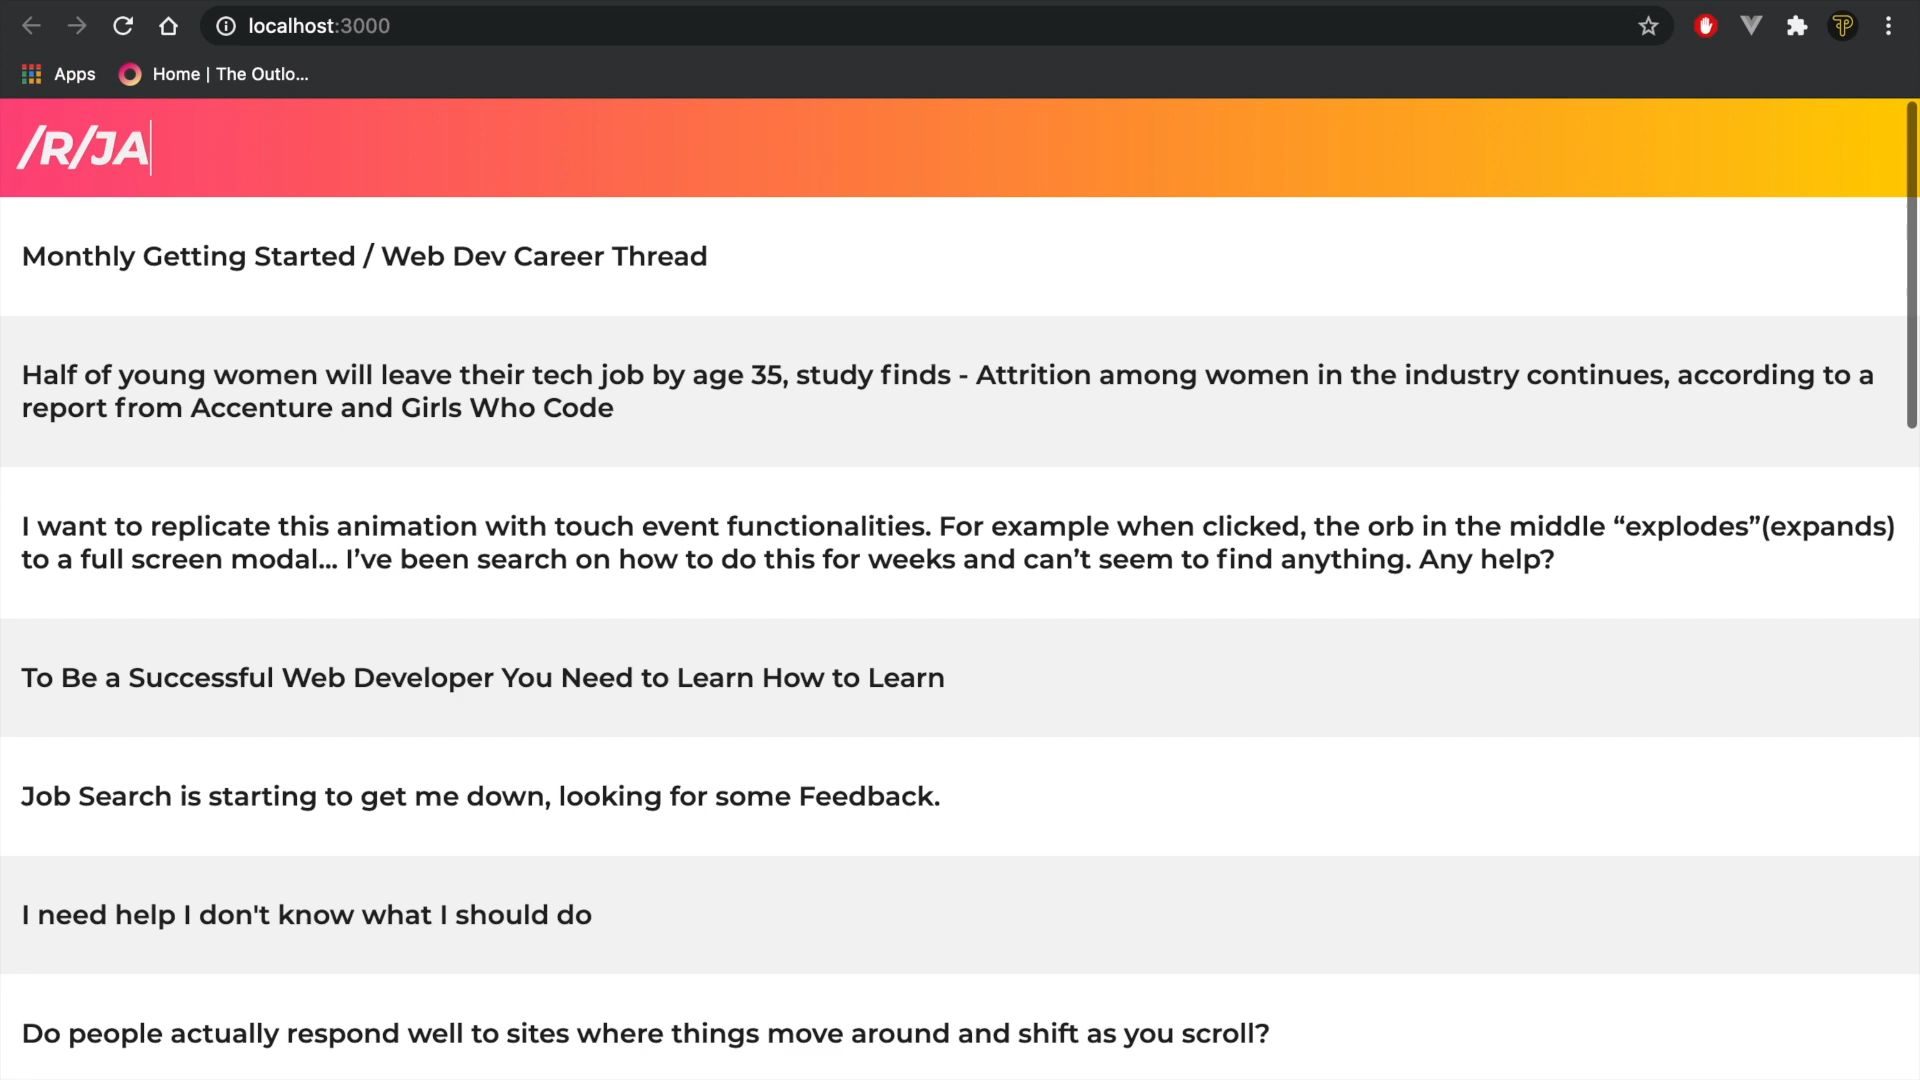 localhost:3000
Apps
Home | The Outlo...
/R/JA
Monthly Getting Started / Web Dev Career Thread
Half of young women will leave their tech job by age 35, study finds - Attrition among women in the industry continues, according to a
report from Accenture and Girls Who Code
I want to replicate this animation with touch event functionalities. For example when clicked, the orb in the middle “explodes”(expands)
to a full screen modal... I’ve been search on how to do this for weeks and can’t seem to find anything. Any help?
To Be a Successful Web Developer You Need to Learn How to Learn
Job Search is starting to get me down, looking for some Feedback.
I need help I don't know what I should do
Do people actually respond well to sites where things move around and shift as you scroll?